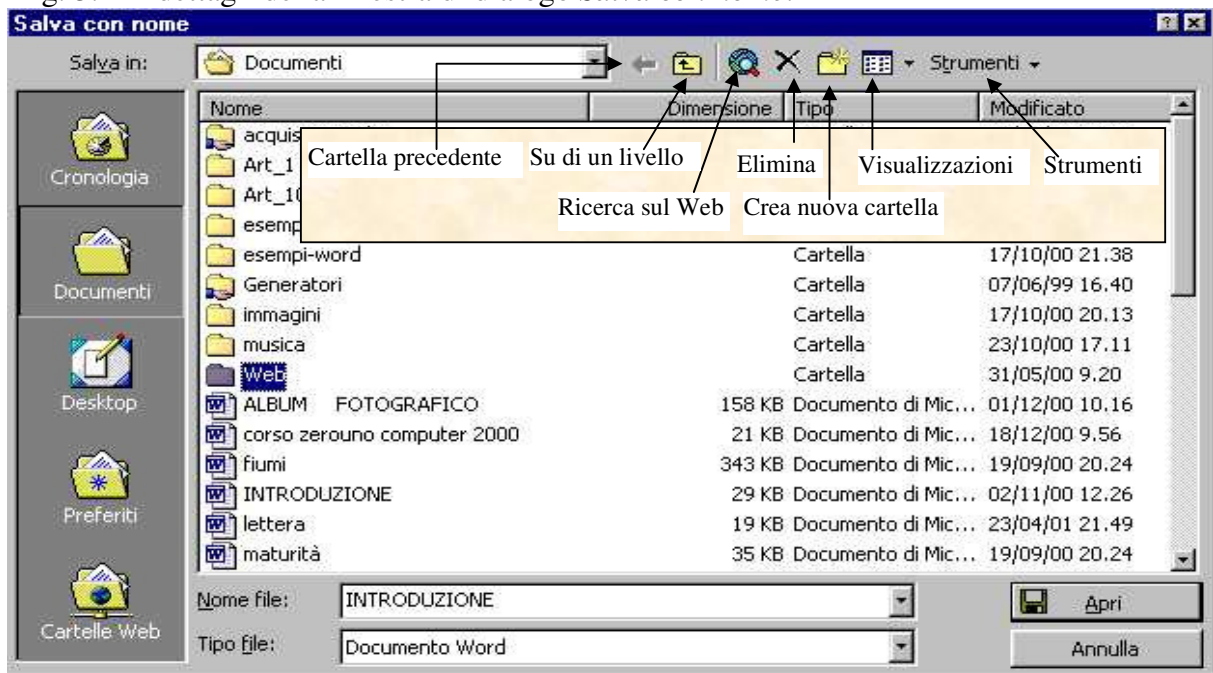 Salva con nome
Salva in: Documenti Strumenti
Nome Dimensione Tipo Modificato
Cronologia
Documenti
Desktop
Preferiti
Cartelle Web
Art_1
esempi-word Cartella 17/10/00 21.38
Generatori Cartella 07/06/99 16.40
immagini Cartella 17/10/00 20.13
musica Cartella 23/10/00 17.11
Web Cartella 31/05/00 9.20
ALBUM FOTOGRAFICO 158 KB Documento di Mic... 01/12/00 10.16
corso zerouno computer 2000 21 KB Documento di Mic... 18/12/00 9.56
fiumi 343 KB Documento di Mic... 19/09/00 20.24
INTRODUZIONE 29 KB Documento di Mic... 02/11/00 12.26
lettera 19 KB Documento di Mic... 23/04/01 21.49
maturità 35 KB Documento di Mic... 19/09/00 20.24
Cartella precedente Su di un livello Elimina Visualizzazioni Strumenti
Ricerca sul Web Crea nuova cartella
Nome file: INTRODUZIONE Apri
Tipo file: Documento Word Annulla